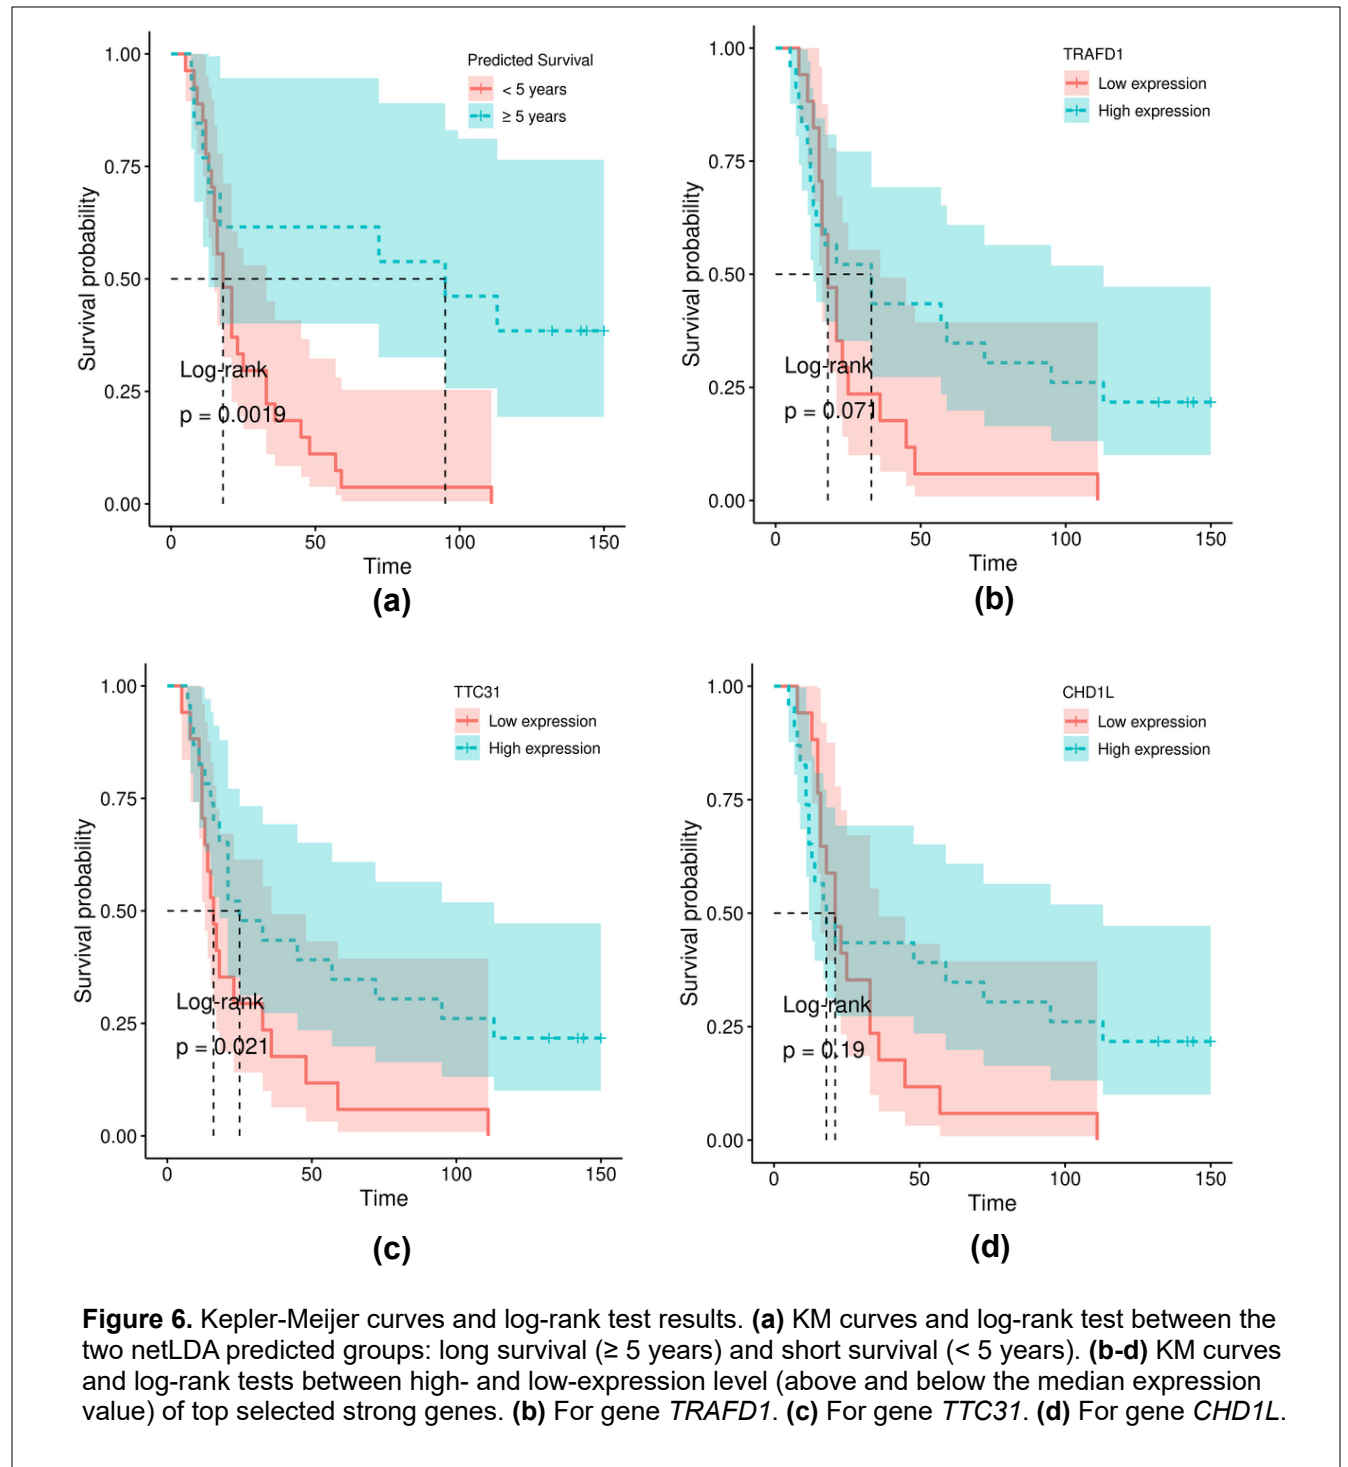 Predicted Survival
< 5 years
≥ 5 years
1.00
0.75
0.50
0.25
0.00
Survival probability
Log-rank
p = 0.0019
0 50 100 150
Time
(a)
TRAFD1
Low expression
High expression
1.00
0.75
0.50
0.25
0.00
Survival probability
Log-rank
p = 0.071
0 50 100 150
Time
(b)
TTC31
Low expression
High expression
1.00
0.75
0.50
0.25
0.00
Survival probability
Log-rank
p = 0.021
0 50 100 150
Time
(c)
CHD1L
Low expression
High expression
1.00
0.75
0.50
0.25
0.00
Survival probability
Log-rank
p = 0.19
0 50 100 150
Time
(d)
Figure 6. Kepler-Meijer curves and log-rank test results. (a) KM curves and log-rank test between the
two netLDA predicted groups: long survival (≥ 5 years) and short survival (< 5 years). (b-d) KM curves
and log-rank tests between high- and low-expression level (above and below the median expression
value) of top selected strong genes. (b) For gene TRAFD1. (c) For gene TTC31. (d) For gene CHD1L.